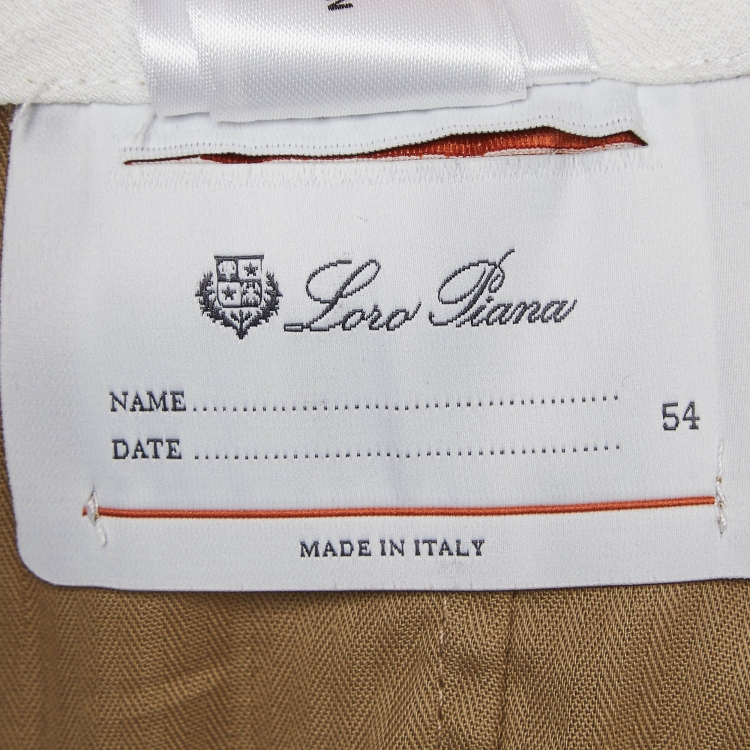 Loro Piana
NAME......................................
DATE ......................................
54
MADE IN ITALY